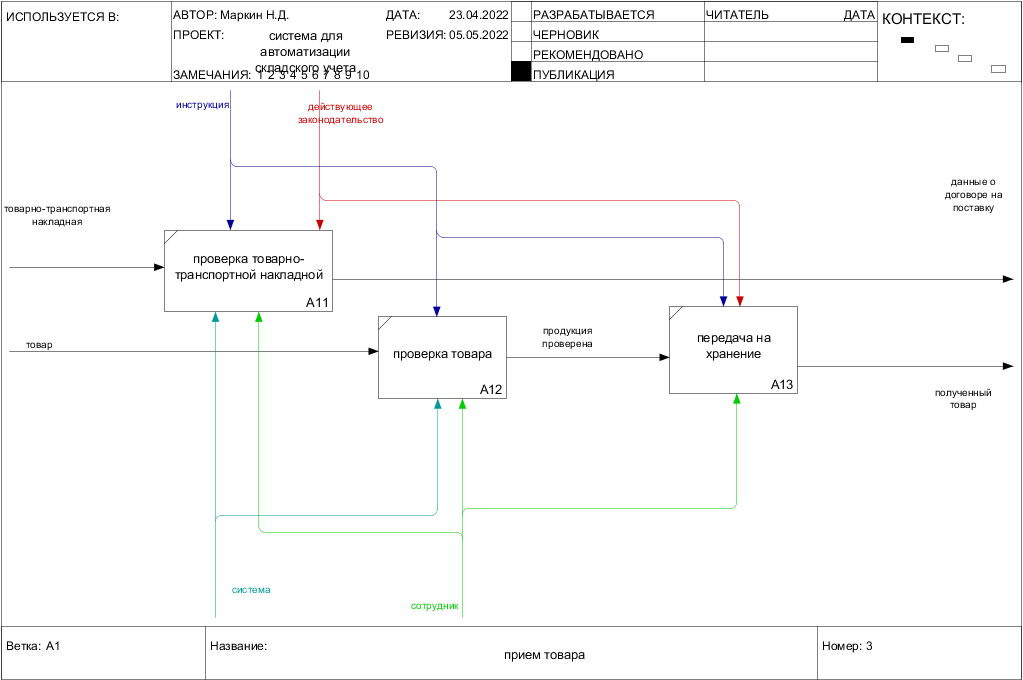 ИСПОЛЬЗУЕТСЯ В:
АВТОР: Маркин Н.Д.
ДАТА: 23.04.2022
ПРОЕКТ: система для
автоматизации
складского учета
РЕВИЗИЯ: 05.05.2022
ЗАМЕЧАНИЯ: 1 2 3 4 5 6 7 8 9 10
РАЗРАБАТЫВАЕТСЯ
ЧЕРНОВИК
РЕКОМЕНДОВАНО
ПУБЛИКАЦИЯ
ЧИТАТЕЛЬ ДАТА
КОНТЕКСТ:
инструкция
действующее
законодательство
товарно-транспортная
накладная
данные о
договоре на
поставку
проверка товарно-
транспортной накладной
A11
товар
проверка товара
A12
продукция
проверена
передача на
хранение
A13
полученный
товар
система
сотрудник
Ветка: A1
Название:
прием товара
Номер: 3